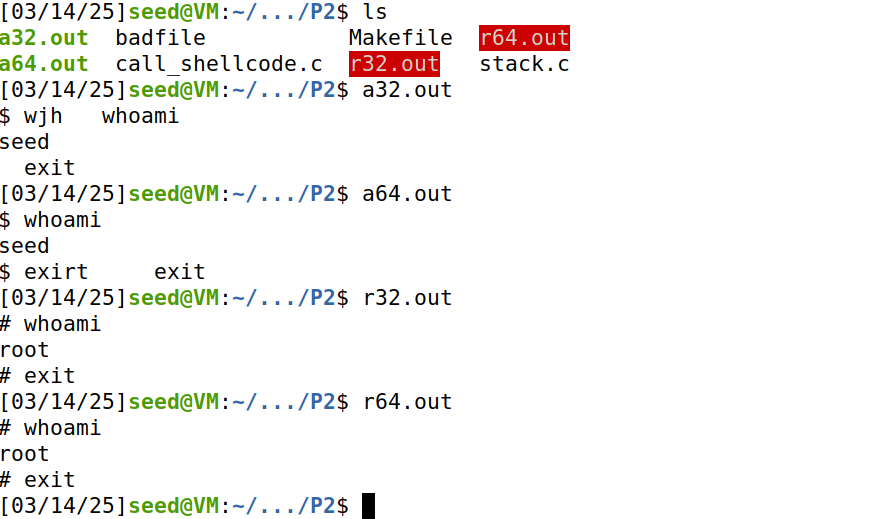 [03/14/25]seed@VM:~/.../P2$ ls
a32.out  badfile           Makefile  r64.out
a64.out  call_shellcode.c  r32.out   stack.c
[03/14/25]seed@VM:~/.../P2$ a32.out
$ wjh   whoami
seed
  exit
[03/14/25]seed@VM:~/.../P2$ a64.out
$ whoami
seed
$ exirt     exit
[03/14/25]seed@VM:~/.../P2$ r32.out
# whoami
root
# exit
[03/14/25]seed@VM:~/.../P2$ r64.out
# whoami
root
# exit
[03/14/25]seed@VM:~/.../P2$